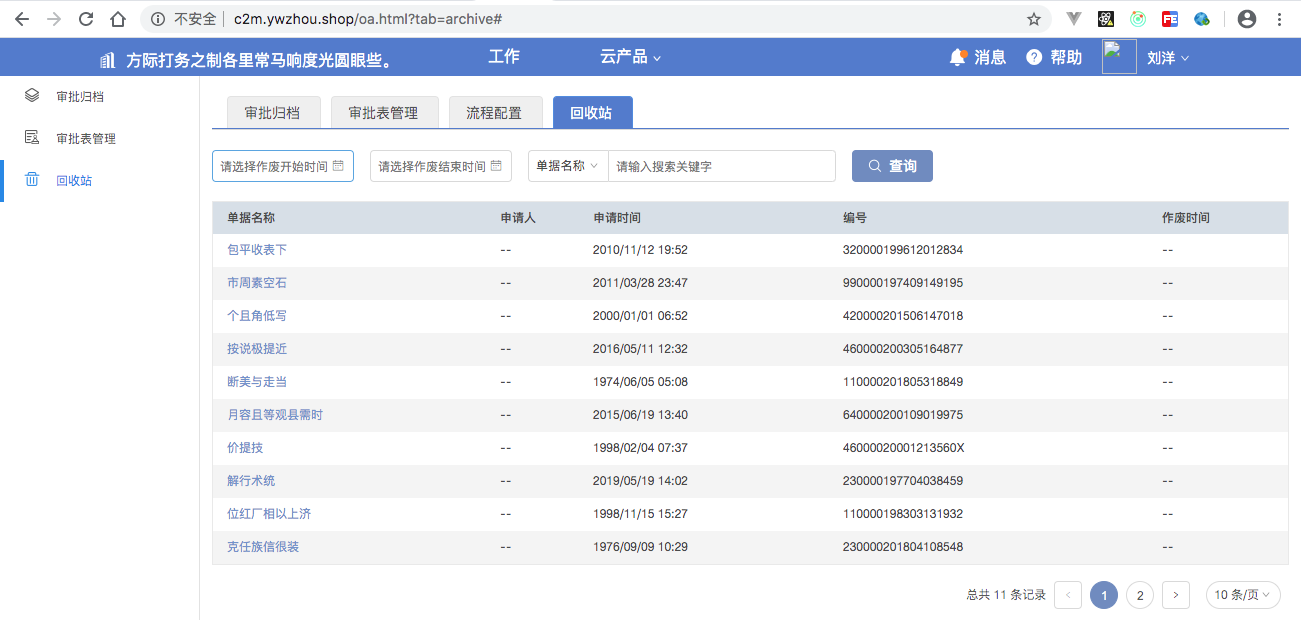 不安全 c2m.ywzhou.shop/oa.html?tab=archive#
方际打务之制各里常马响度光圆眼些。 工作 云产品 消息 帮助 刘洋
审批归档
审批表管理
回收站
审批归档 审批表管理 流程配置 回收站
请选择作废开始时间 请选择作废结束时间 单据名称 请输入搜索关键字 查询
单据名称 申请人 申请时间 编号 作废时间
包平收表下 -- 2010/11/12 19:52 320000199612012834 --
市周素空石 -- 2011/03/28 23:47 990000197409149195 --
个且角低写 -- 2000/01/01 06:52 420000201506147018 --
按说极提近 -- 2016/05/11 12:32 460000200305164877 --
断美与走当 -- 1974/06/05 05:08 110000201805318849 --
月容且等观县需时 -- 2015/06/19 13:40 640000200109019975 --
价提技 -- 1998/02/04 07:37 46000020001213560X --
解行术统 -- 2019/05/19 14:02 230000197704038459 --
位红厂相以上济 -- 1998/11/15 15:27 110000198303131932 --
克任族信很装 -- 1976/09/09 10:29 230000201804108548 --
总共 11 条记录 < 1 2 > 10 条/页